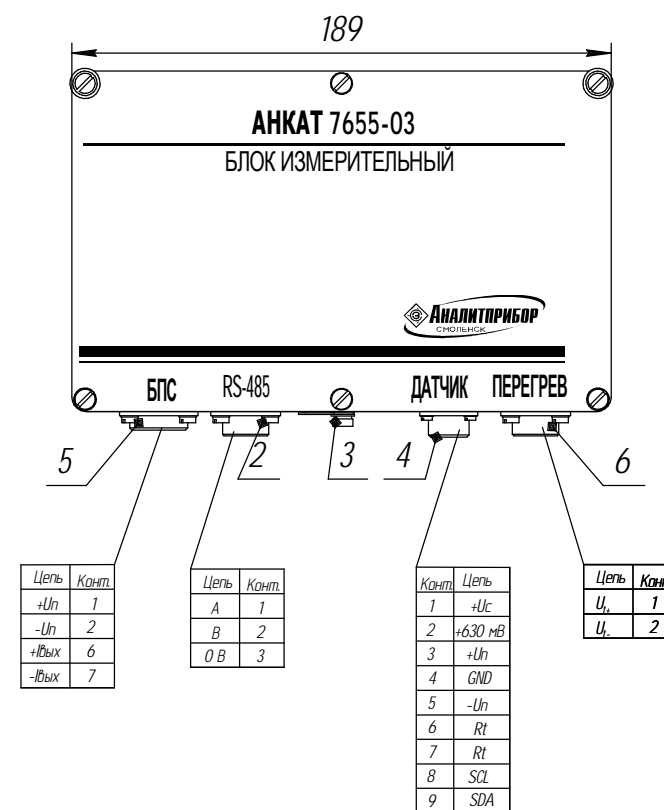 189
АНКАТ 7655-03
БЛОК ИЗМЕРИТЕЛЬНЫЙ
АНАЛИТПРИБОР
СМОЛЕНСК
БПС RS-485 ДАТЧИК ПЕРЕГРЕВ
5 2 3 4 6
Цепь Конт.
+Uп 1
-Uп 2
+Iвых 6
-Iвых 7
Цепь Конт.
A 1
B 2
0 В 3
Конт. Цепь
1 +Uс
2 +630 мВ
3 +Uп
4 GND
5 -Uп
6 Rt
7 Rt
8 SCL
9 SDA
Цепь Конт
Ut+ 1
Ut- 2